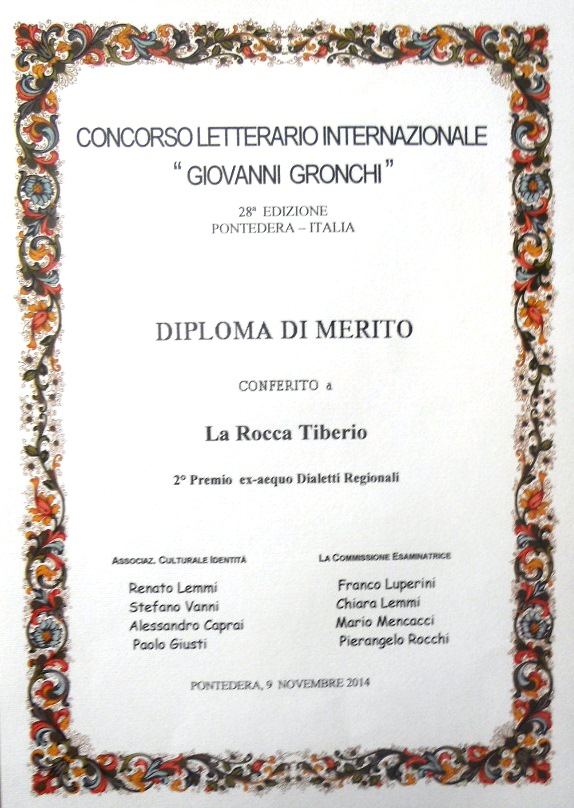 CONCORSO LETTERARIO INTERNAZIONALE
“ GIOVANNI GRONCHI ”
28ª EDIZIONE
PONTEDERA – ITALIA
DIPLOMA DI MERITO
CONFERITO a
La Rocca Tiberio
2° Premio ex-aequo Dialetti Regionali
ASSOCIAZ. CULTURALE IDENTITÀ
Renato Lemmi
Stefano Vanni
Alessandro Caprai
Paolo Giusti
LA COMMISSIONE ESAMINATRICE
Franco Luperini
Chiara Lemmi
Mario Mencacci
Pierangelo Rocchi
PONTEDERA, 9 NOVEMBRE 2014